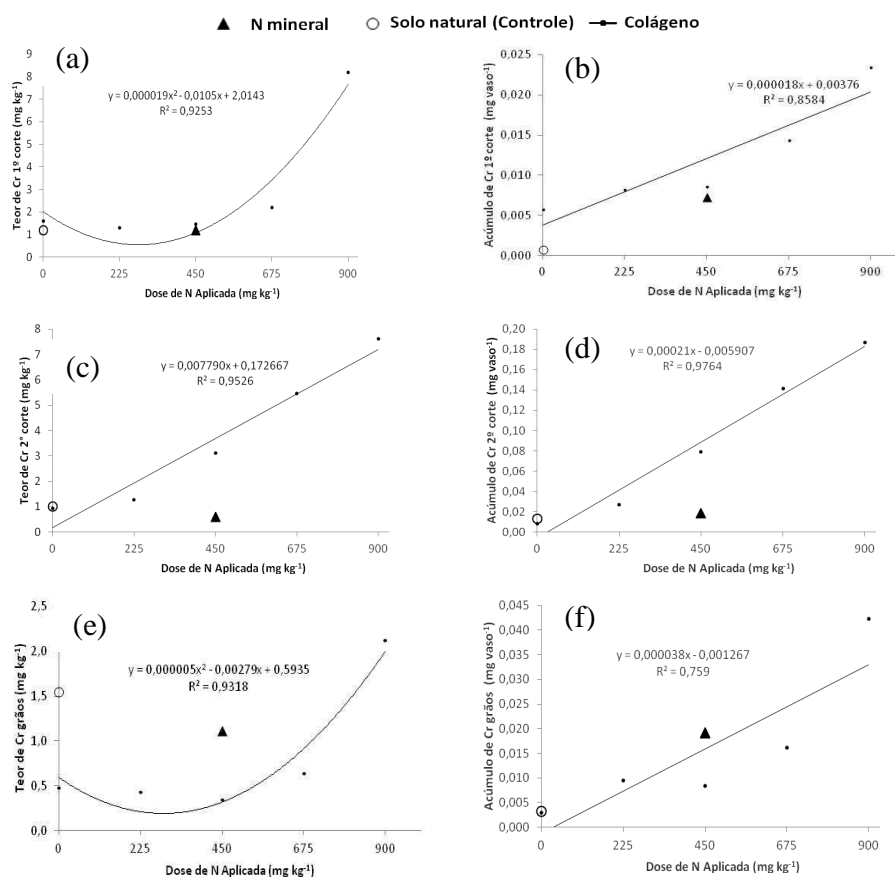 N mineral Solo natural (Controle) Colágeno
(a)
Teor de Cr 1º corte (mg kg⁻¹)
9
8
7
6
5
4
3
2
1
0
y = 0,000019x² - 0,0105x + 2,0143
R² = 0,9253
0 225 450 675 900
Dose de N Aplicada (mg kg⁻¹)
(b)
Acúmulo de Cr 1º corte (mg vaso⁻¹)
0,025
0,020
0,015
0,010
0,005
0,000
y = 0,000018x + 0,00376
R² = 0,8584
0 225 450 675 900
Dose de N Aplicada (mg kg⁻¹)
(c)
Teor de Cr 2° corte (mg kg⁻¹)
8
7
6
5
4
3
2
1
0
y = 0,007790x + 0,172667
R² = 0,9526
0 225 450 675 900
Dose de N Aplicada (mg kg⁻¹)
(d)
Acúmulo de Cr 2º corte (mg vaso⁻¹)
0,20
0,18
0,16
0,14
0,12
0,10
0,08
0,06
0,04
0,02
0,00
y = 0,00021x - 0,005907
R² = 0,9764
0 225 450 675 900
Dose de N Aplicada (mg kg⁻¹)
(e)
Teor de Cr grãos (mg kg⁻¹)
2,5
2,0
1,5
1,0
0,5
0,0
y = 0,000005x² - 0,00279x + 0,5935
R² = 0,9318
0 225 450 675 900
Dose de N Aplicada (mg kg⁻¹)
(f)
Acúmulo de Cr grãos (mg vaso⁻¹)
0,045
0,040
0,035
0,030
0,025
0,020
0,015
0,010
0,005
0,000
y = 0,000038x - 0,001267
R² = 0,759
0 225 450 675 900
Dose de N Aplicada (mg kg⁻¹)